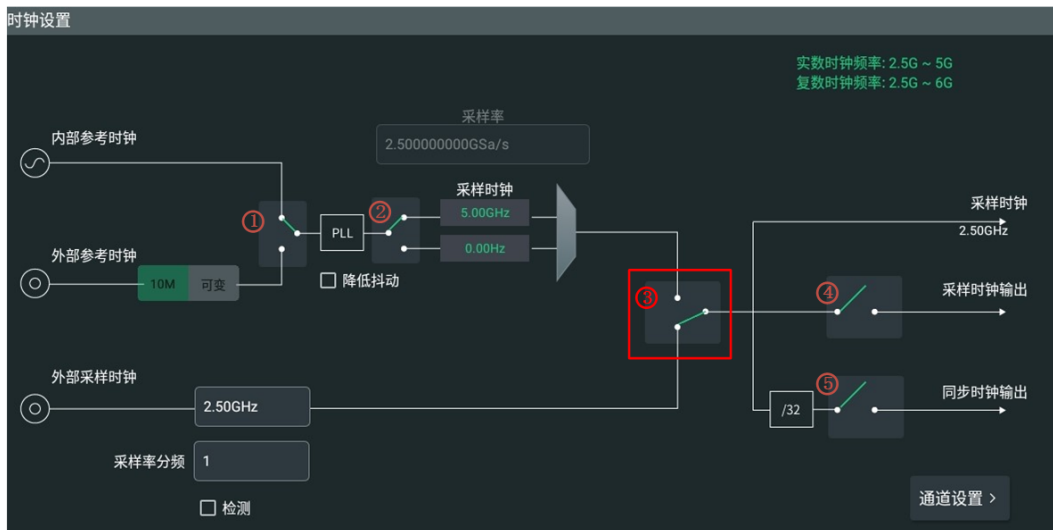 时钟设置
实数时钟频率: 2.5G ~ 5G
复数时钟频率: 2.5G ~ 6G
采样率
2.500000000GSa/s
内部参考时钟
①
PLL
②
采样时钟
5.00GHz
0.00Hz
降低抖动
外部参考时钟
10M 可变
③
采样时钟
2.50GHz
④
采样时钟输出
⑤
/32
同步时钟输出
外部采样时钟
2.50GHz
采样率分频 1
检测
通道设置 >